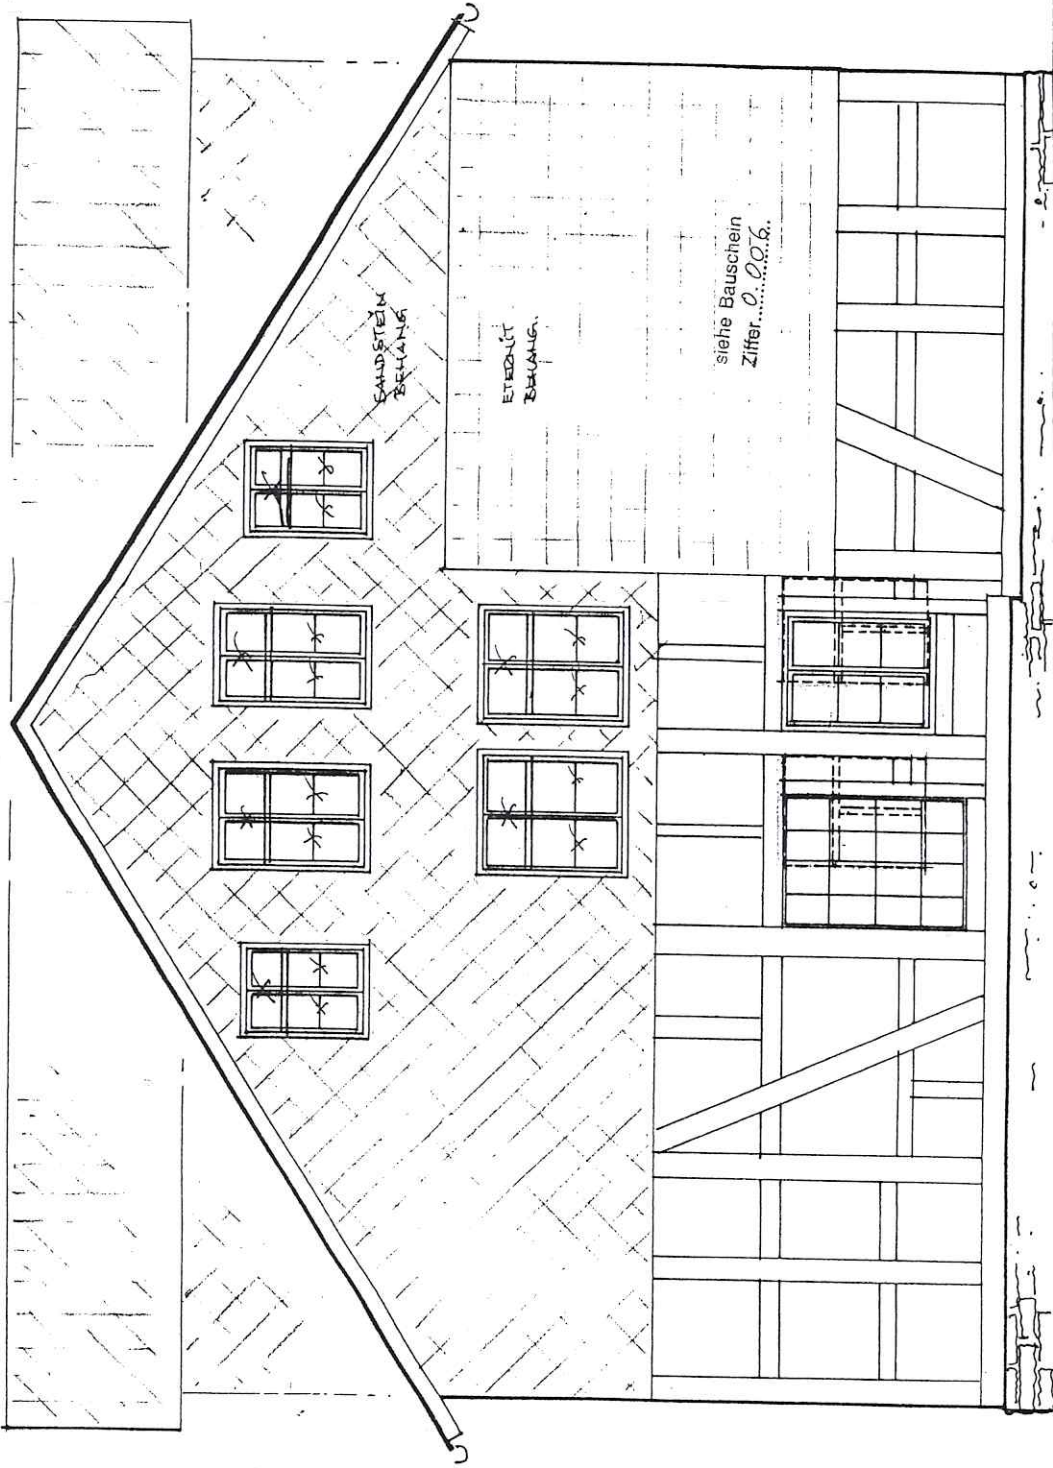 SANDSTEIN
BEHANG
ETERNIT
BEHANG.
siehe Bauschein
Ziffer 0.006.